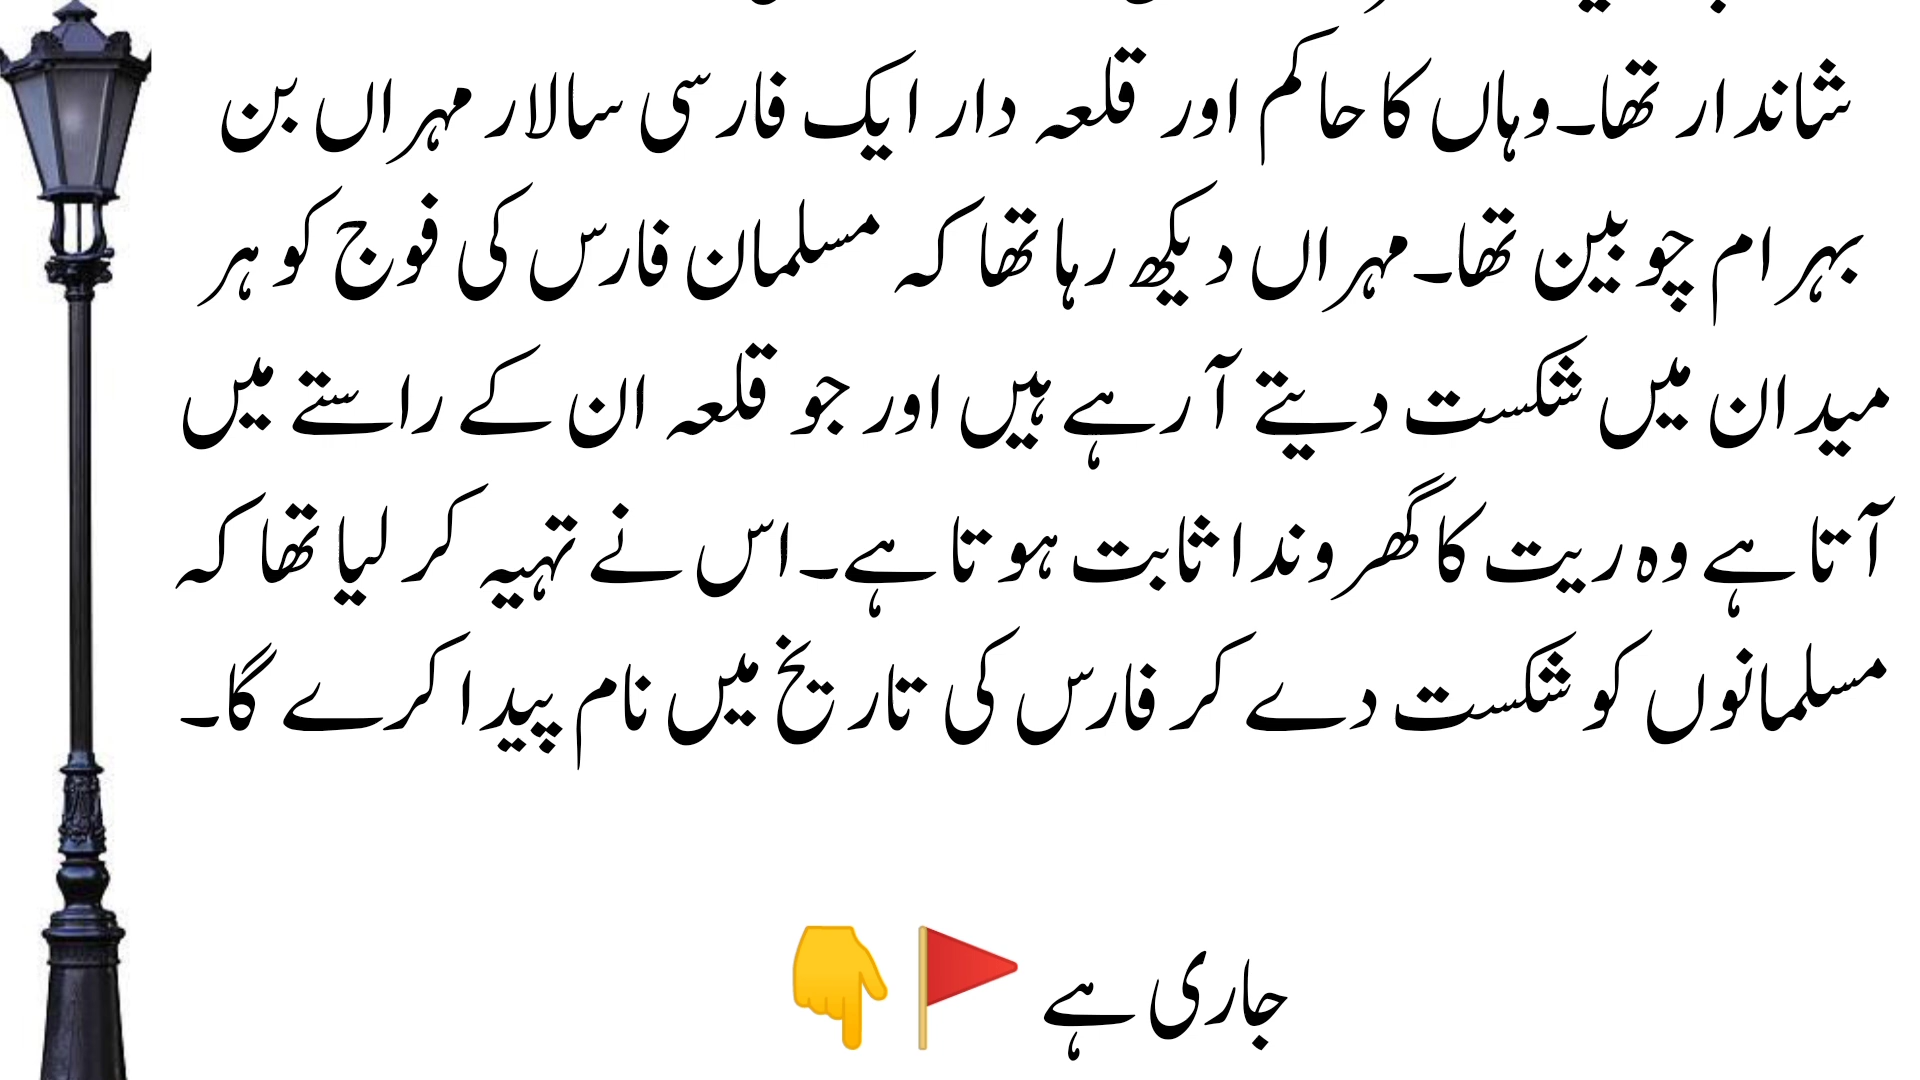 شاندار تھا۔وہاں کا حاکم اور قلعہ دار ایک فارسی سالار مہراں بن
بہرام چوبین تھا۔مہراں دیکھ رہا تھا کہ مسلمان فارس کی فوج کو ہر
میدان میں شکست دیتے آ رہے ہیں اور جو قلعہ ان کے راستے میں
آتا ہے وہ ریت کا گھروندا ثابت ہوتا ہے۔اس نے تہیہ کر لیا تھا کہ
مسلمانوں کو شکست دے کر فارس کی تاریخ میں نام پیدا کرے گا۔
جاری ہے 🚩👇